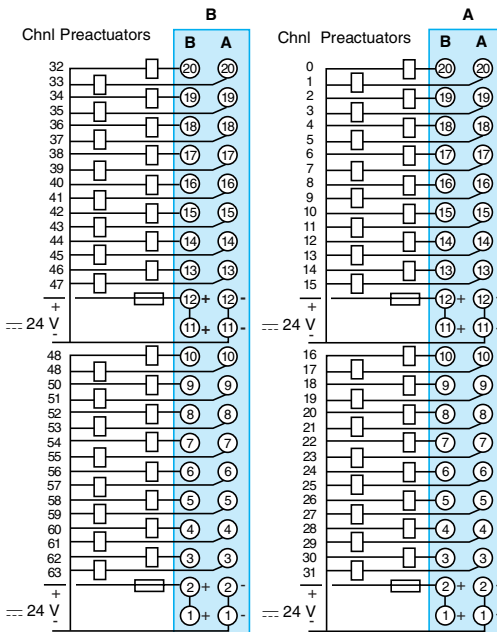 B
Chnl Preactuators B A
32 20 20
33
34 19 19
35
36 18 18
37
38 17 17
39
40 16 16
41
42 15 15
43
44 14 14
45
46 13 13
47
+ 12 + 12 -
24 V 11 + 11 -
-
48 10 10
48
50 9 9
51
52 8 8
53
54 7 7
55
56 6 6
57
58 5 5
59
60 4 4
61
62 3 3
63
+ 2 + 2 -
24 V 1 + 1 -
-
A
Chnl Preactuators B A
0 20 20
1
2 19 19
3
4 18 18
5
6 17 17
7
8 16 16
9
10 15 15
11
12 14 14
13
14 13 13
15
+ 12 + 12 -
24 V 11 + 11 -
-
16 10 10
17
18 9 9
19
20 8 8
21
22 7 7
23
24 6 6
25
26 5 5
27
28 4 4
29
30 3 3
31
+ 2 + 2 -
24 V 1 + 1 -
-